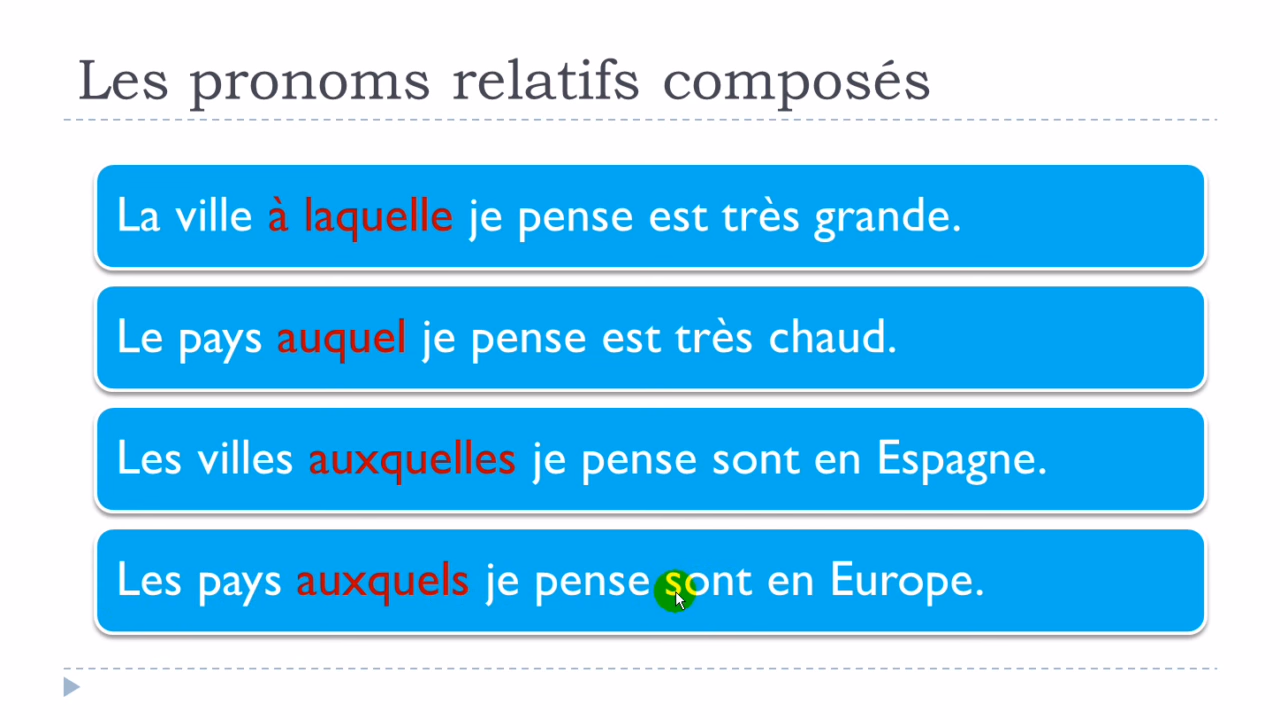 Les pronoms relatifs composés
La ville à laquelle je pense est très grande.
Le pays auquel je pense est très chaud.
Les villes auxquelles je pense sont en Espagne.
Les pays auxquels je pense sont en Europe.